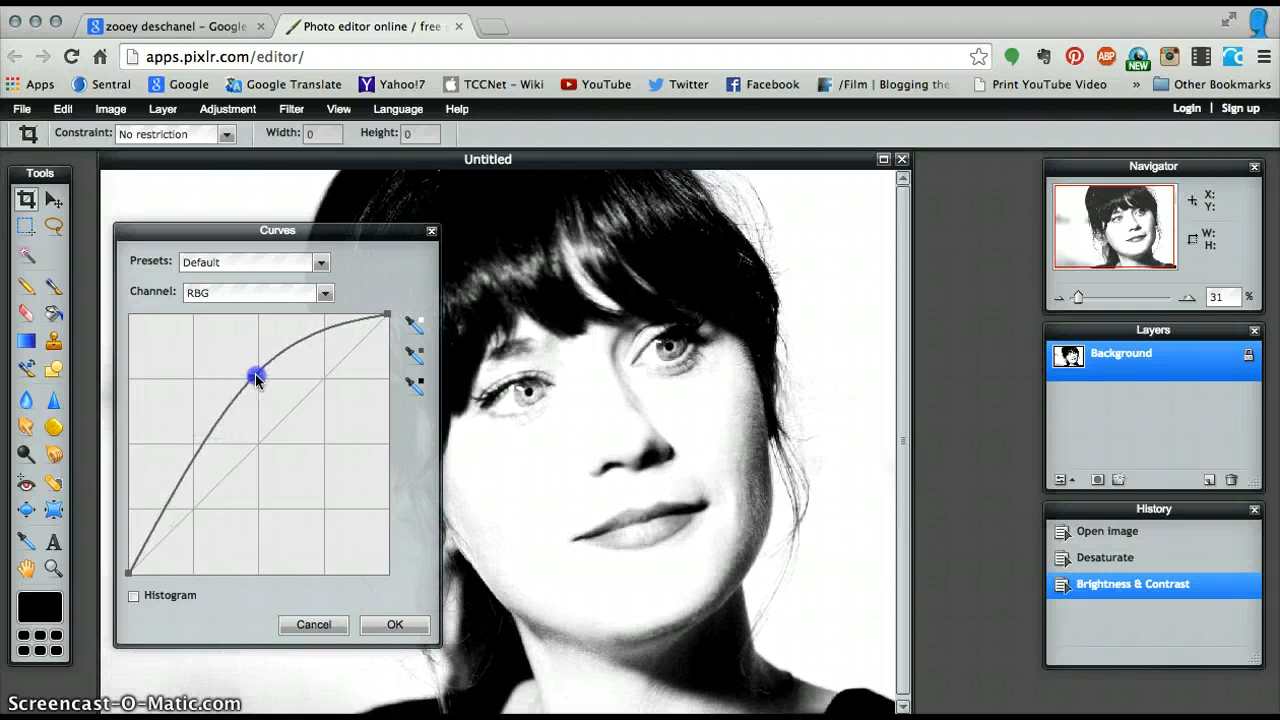 zooey deschanel – Google
Photo editor online / free
apps.pixlr.com/editor/
NEW
ABP
Apps Sentral Google Google Translate Yahoo!7 TCCNet – Wiki YouTube Twitter Facebook /Film | Blogging the Print YouTube Video » Other Bookmarks
File Edit Image Layer Adjustment Filter View Language Help Login | Sign up
Constraint: No restriction Width: 0 Height: 0
Tools
Untitled
Navigator
X:
Y:
W:
H:
31 %
Curves
Presets: Default
Channel: RBG
Histogram
Cancel OK
Layers
Background
History
Open image
Desaturate
Brightness & Contrast
Screencast-O-Matic.com